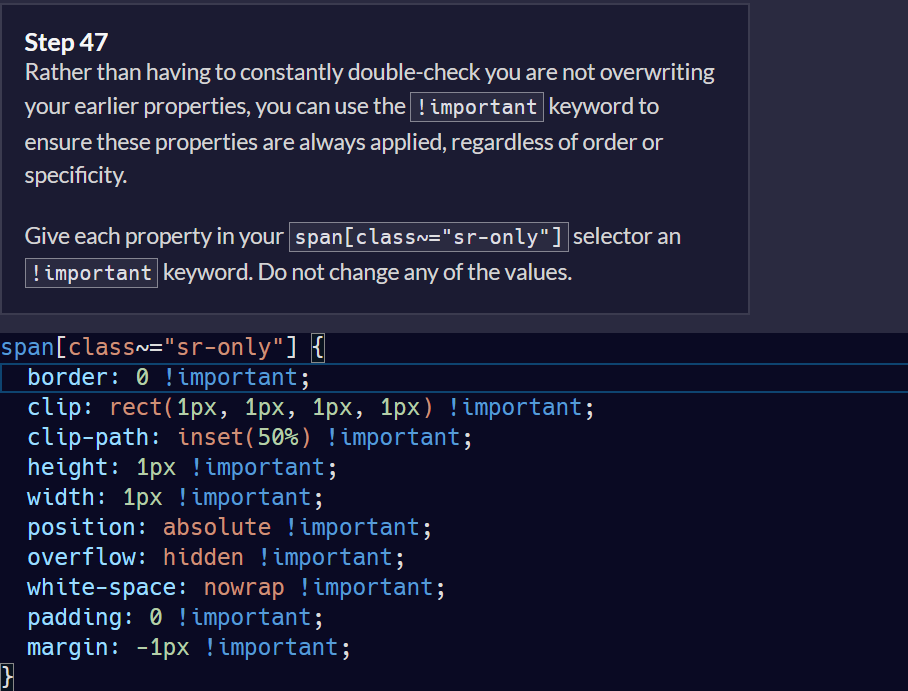 Step 47
Rather than having to constantly double-check you are not overwriting
your earlier properties, you can use the !important keyword to
ensure these properties are always applied, regardless of order or
specificity.
Give each property in your span[class~="sr-only"] selector an
!important keyword. Do not change any of the values.
span[class~="sr-only"] {
  border: 0 !important;
  clip: rect(1px, 1px, 1px, 1px) !important;
  clip-path: inset(50%) !important;
  height: 1px !important;
  width: 1px !important;
  position: absolute !important;
  overflow: hidden !important;
  white-space: nowrap !important;
  padding: 0 !important;
  margin: -1px !important;
}